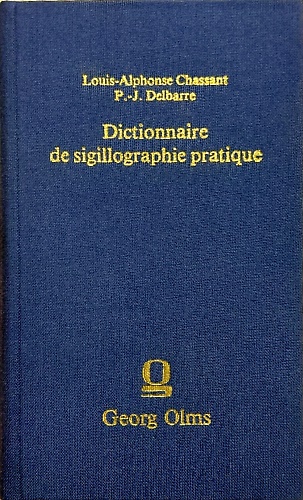 Louis-Alphonse Chassant
P.-J. Delbarre
Dictionnaire
de sigillographie pratique
Georg Olms